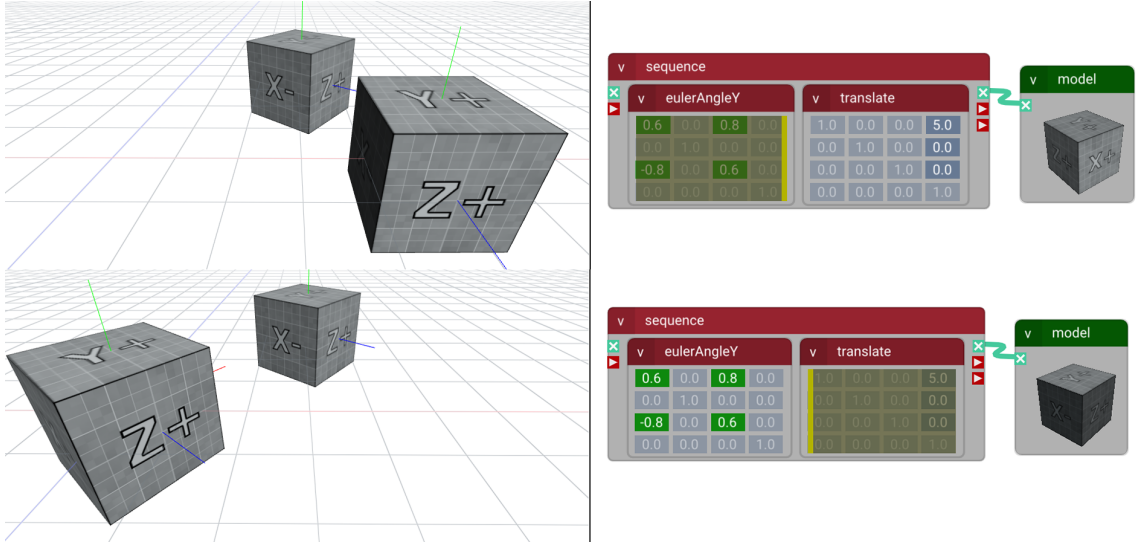 X-
Z+
Y+
Z+
v sequence
v eulerAngleY
0.6 0.0 0.8 0.0
0.0 1.0 0.0 0.0
-0.8 0.0 0.6 0.0
0.0 0.0 0.0 1.0
v translate
1.0 0.0 0.0 5.0
0.0 1.0 0.0 0.0
0.0 0.0 1.0 0.0
0.0 0.0 0.0 1.0
v model
Y+
Z+
X+
Y+
Z+
X-
Z+
v sequence
v eulerAngleY
0.6 0.0 0.8 0.0
0.0 1.0 0.0 0.0
-0.8 0.0 0.6 0.0
0.0 0.0 0.0 1.0
v translate
1.0 0.0 0.0 5.0
0.0 1.0 0.0 0.0
0.0 0.0 1.0 0.0
0.0 0.0 0.0 1.0
v model
X-
Z+